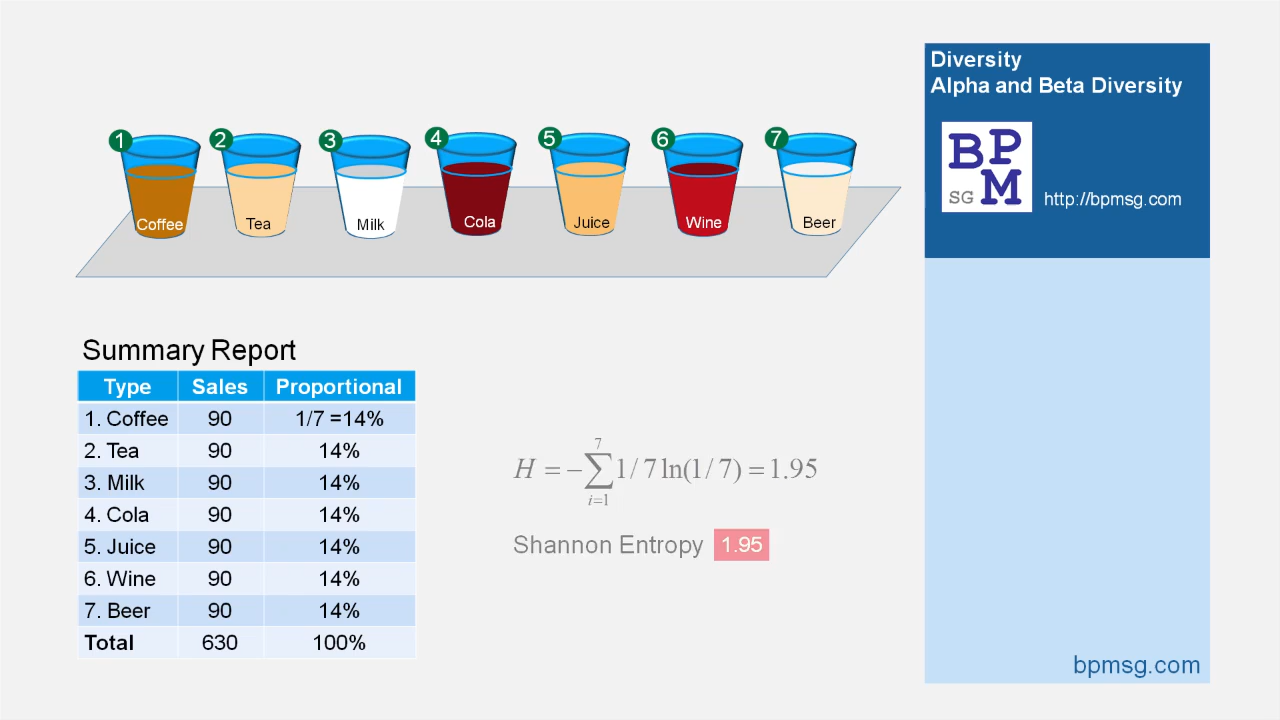 Diversity
Alpha and Beta Diversity
BPM
SG
http://bpmsg.com
1 2 3 4 5 6 7
Coffee Tea Milk Cola Juice Wine Beer
Summary Report
Type Sales Proportional
1. Coffee 90 1/7 =14%
2. Tea 90 14%
3. Milk 90 14%
4. Cola 90 14%
5. Juice 90 14%
6. Wine 90 14%
7. Beer 90 14%
Total 630 100%
H = −∑_{i=1}^{7} 1/7 ln(1/7) = 1.95
Shannon Entropy 1.95
bpmsg.com